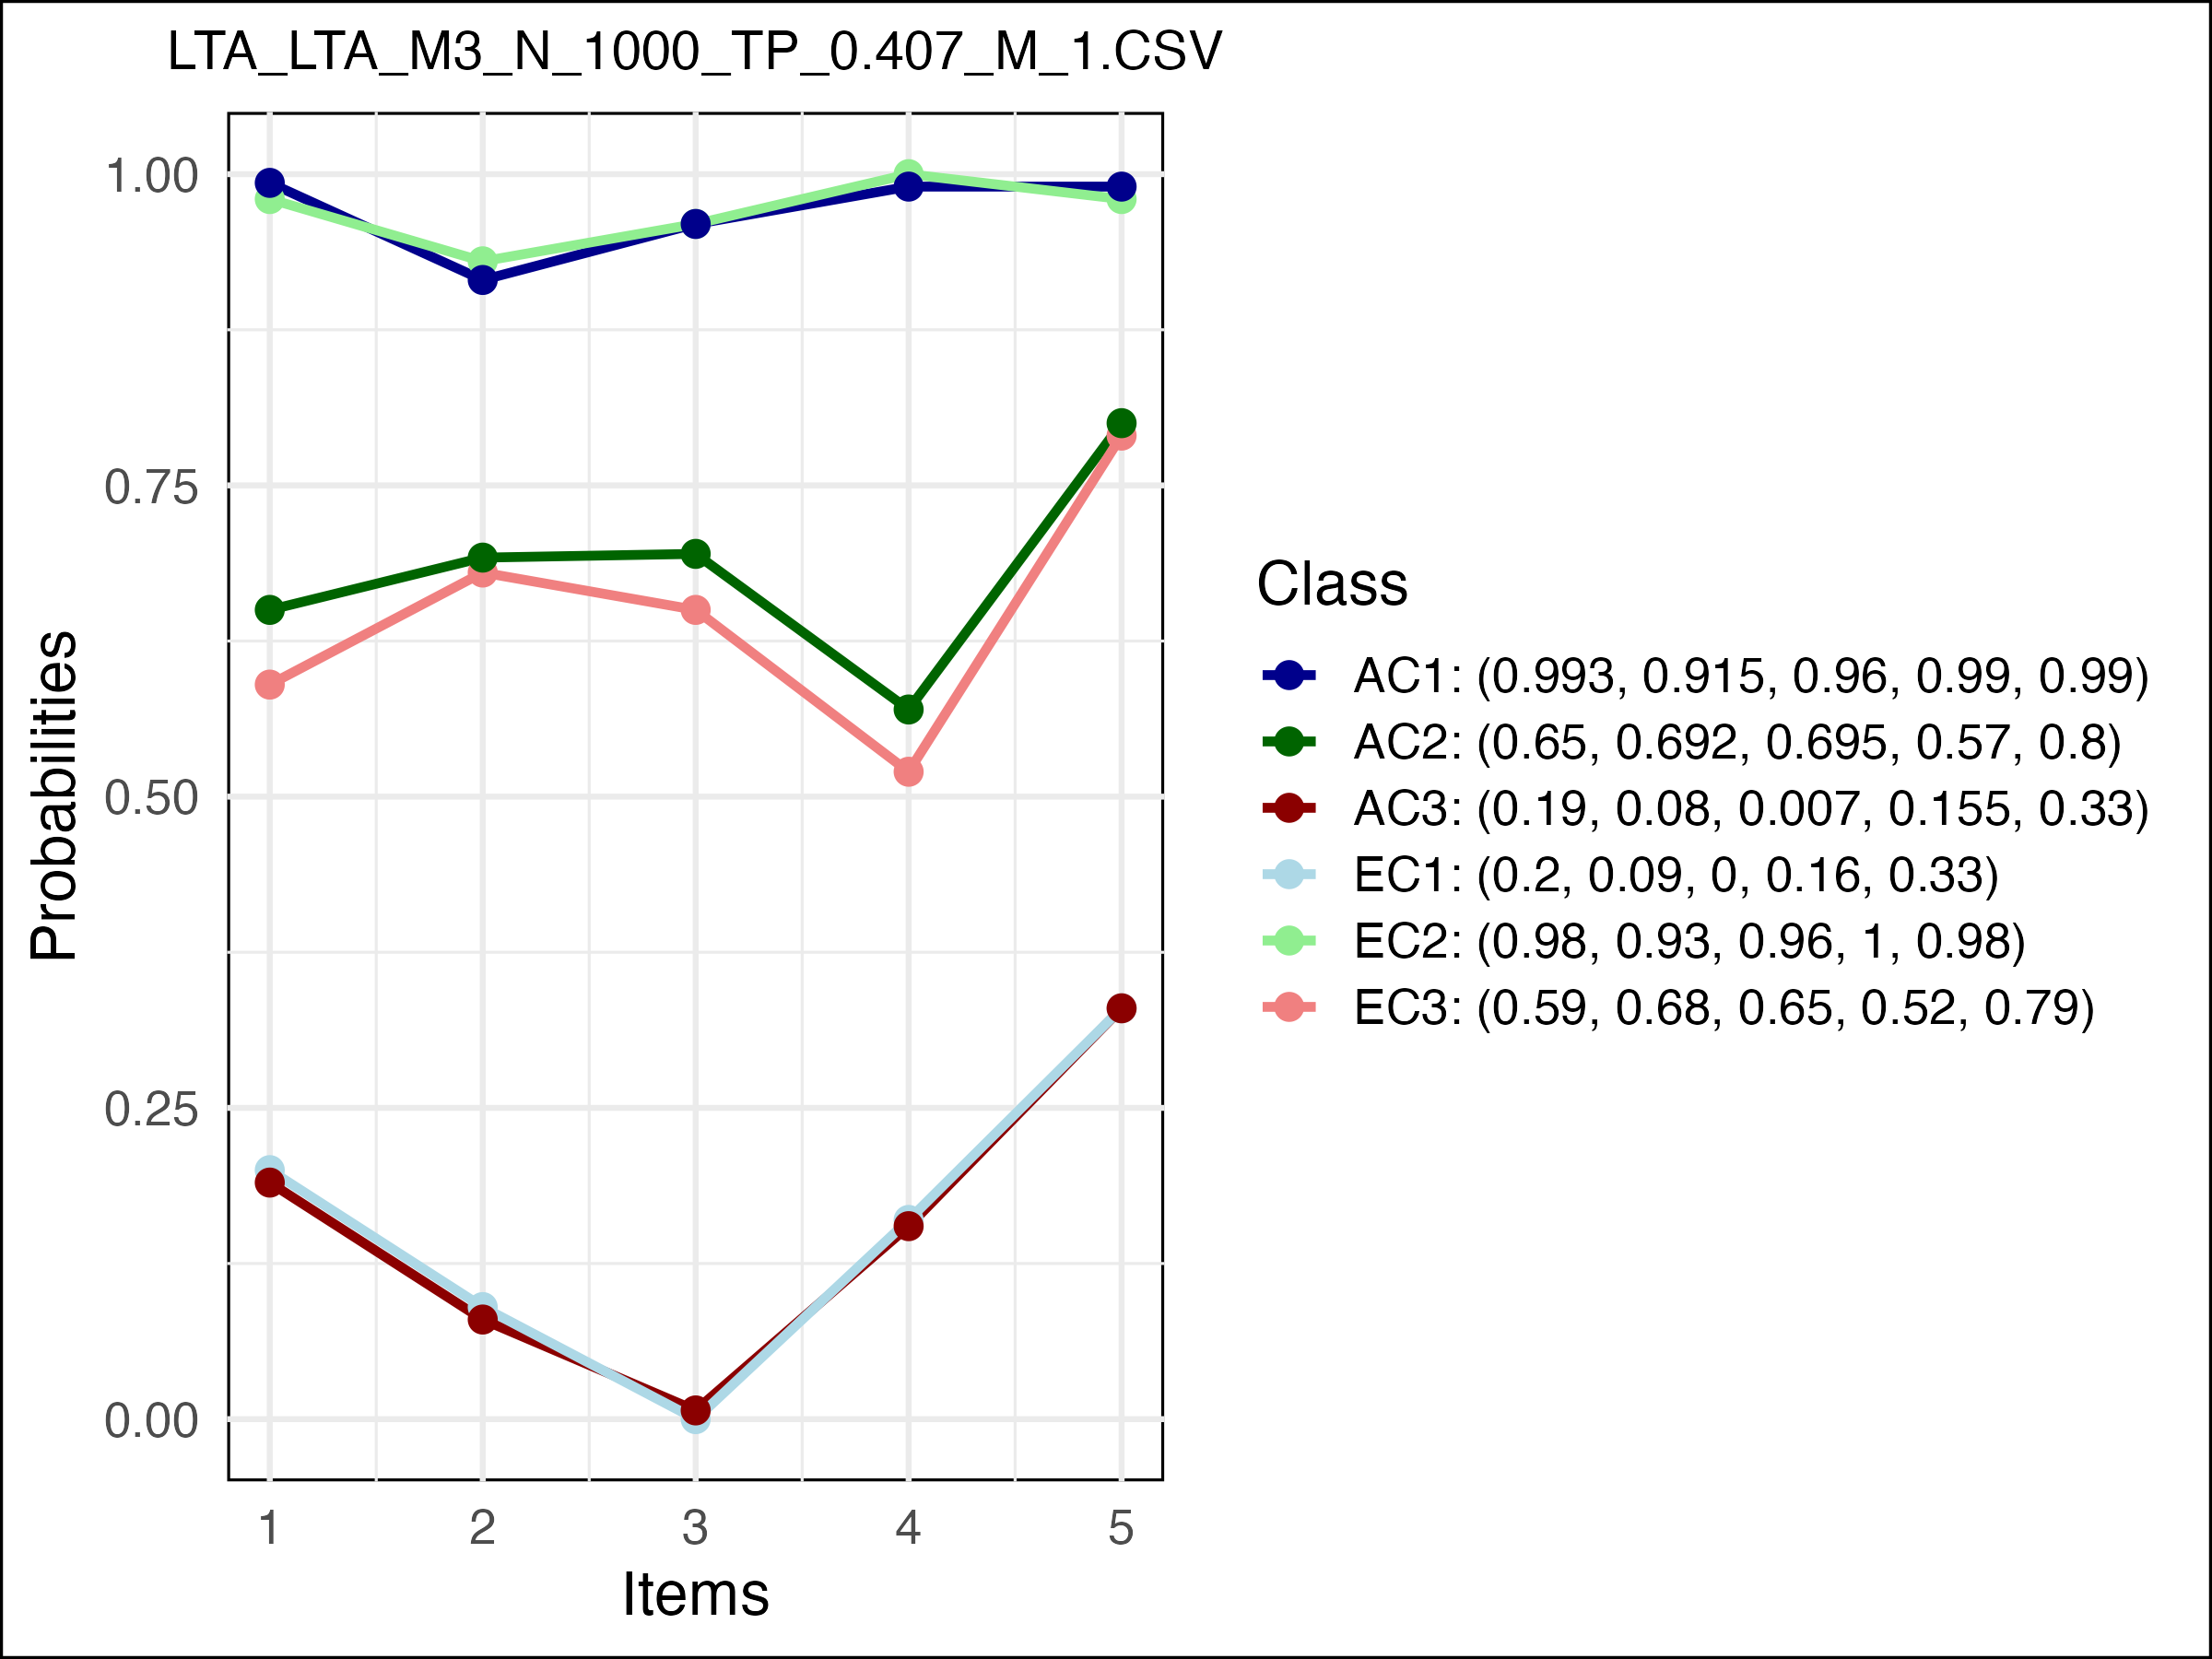 LTA_LTA_M3_N_1000_TP_0.407_M_1.CSV
1.00
0.75
0.50
0.25
0.00
Probabilities
1 2 3 4 5
Items
Class
AC1: (0.993, 0.915, 0.96, 0.99, 0.99)
AC2: (0.65, 0.692, 0.695, 0.57, 0.8)
AC3: (0.19, 0.08, 0.007, 0.155, 0.33)
EC1: (0.2, 0.09, 0, 0.16, 0.33)
EC2: (0.98, 0.93, 0.96, 1, 0.98)
EC3: (0.59, 0.68, 0.65, 0.52, 0.79)